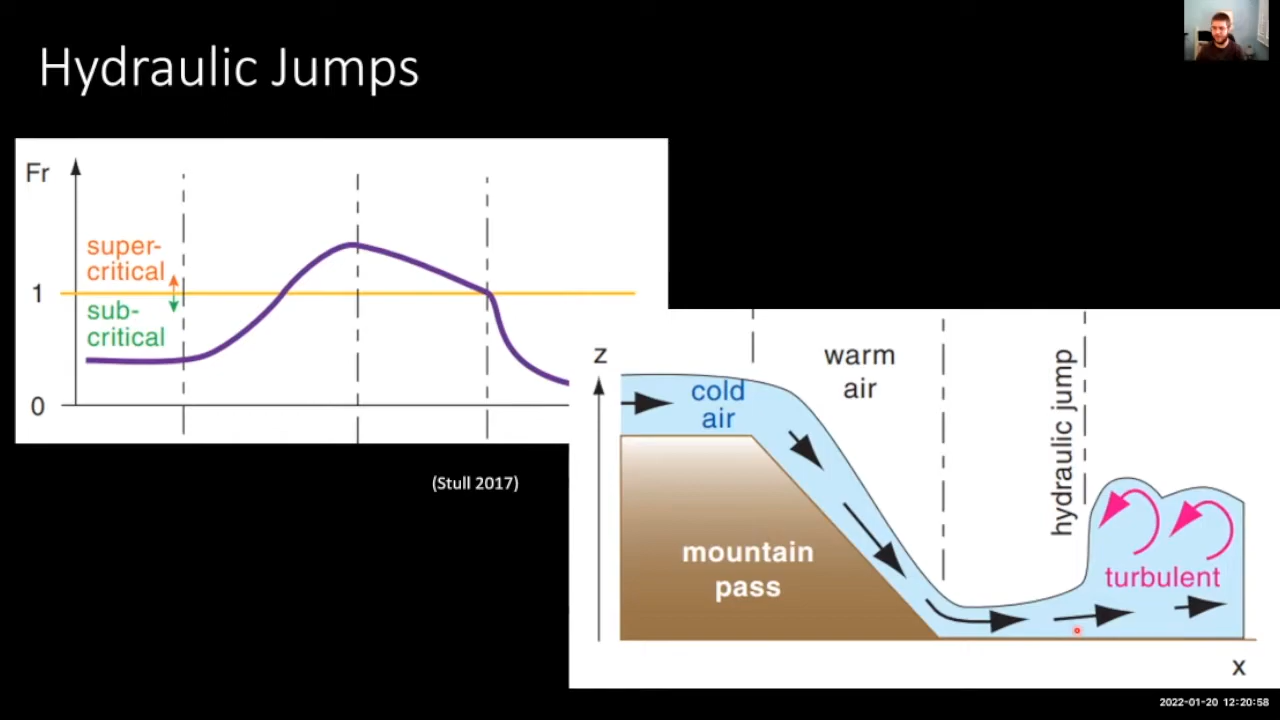 Hydraulic Jumps
Fr
super-
critical
1
sub-
critical
0
(Stull 2017)
z
cold
air
warm
air
hydraulic jump
mountain
pass
turbulent
x
2022-01-20 12:20:58